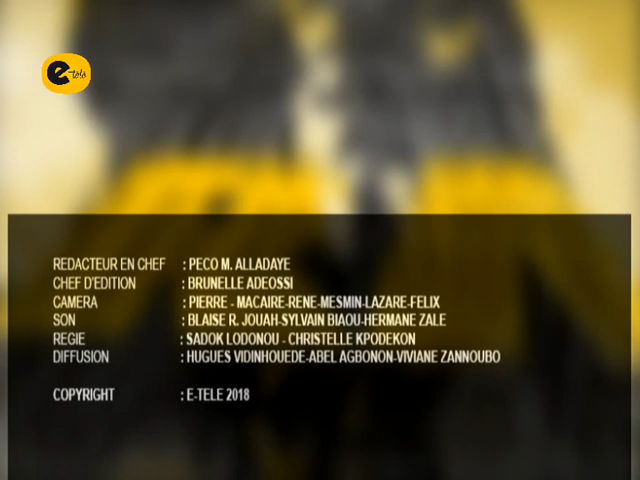 e-tele
REDACTEUR EN CHEF : PECO M. ALLADAYE
CHEF D'EDITION : BRUNELLE ADEOSSI
CAMERA : PIERRE - MACAIRE-RENE-MESMIN-LAZARE-FELIX
SON : BLAISE R. JOUAH-SYLVAIN BIAOU-HERMANE ZALE
REGIE : SADOK LODONOU - CHRISTELLE KPODEKON
DIFFUSION : HUGUES VIDINHOUEDE-ABEL AGBONON-VIVIANE ZANNOUBO
COPYRIGHT : E-TELE 2018